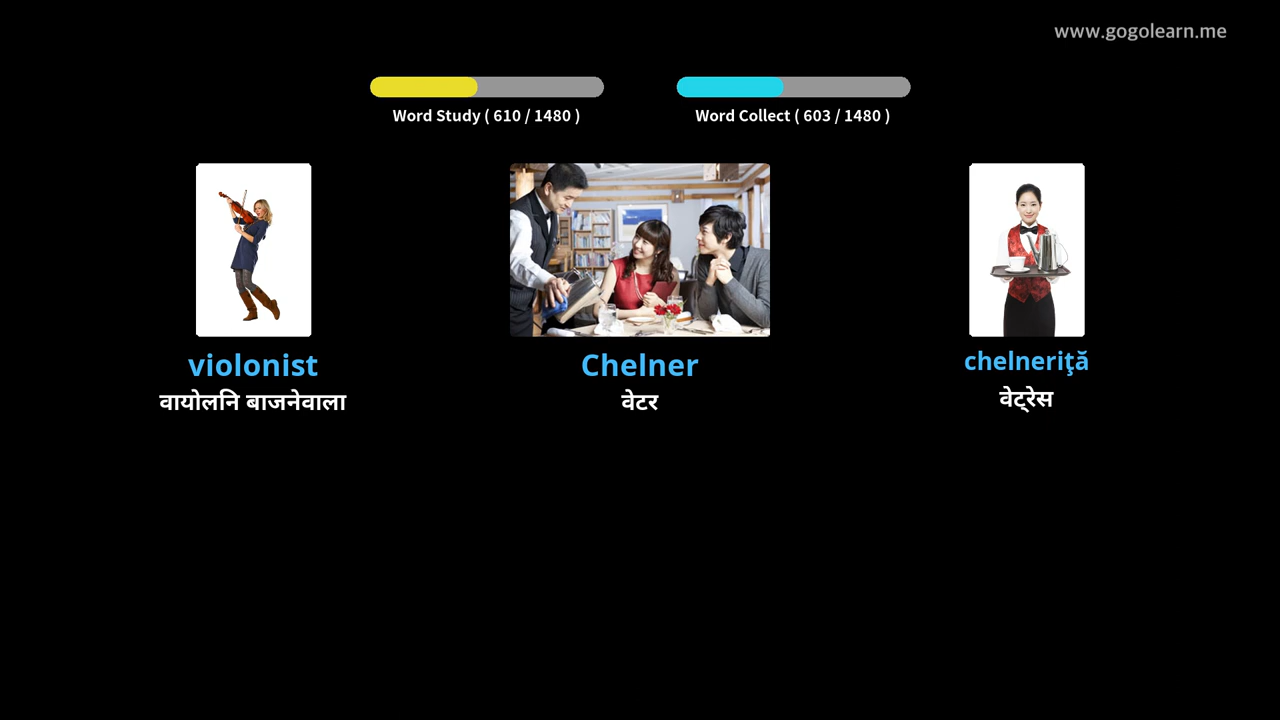 www.gogolearn.me
Word Study ( 610 / 1480 )
Word Collect ( 603 / 1480 )
violonist
Chelner
chelneriţă
वायोलनि बाजनेवाला
वेटर
वेट्रेस